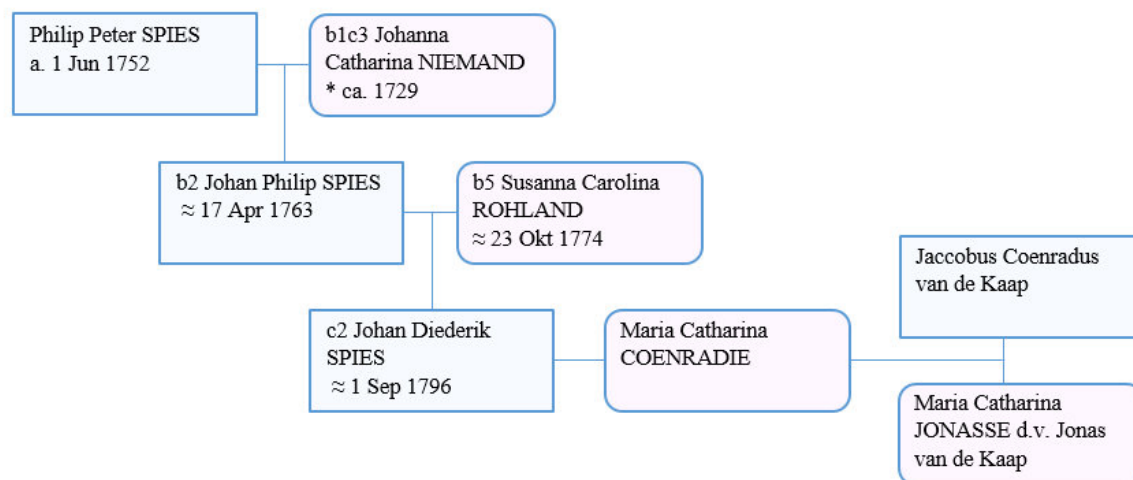 Philip Peter SPIES
a. 1 Jun 1752
b1c3 Johanna
Catharina NIEMAND
* ca. 1729
b2 Johan Philip SPIES
≈ 17 Apr 1763
b5 Susanna Carolina
ROHLAND
≈ 23 Okt 1774
Jaccobus Coenradus
van de Kaap
c2 Johan Diederik
SPIES
≈ 1 Sep 1796
Maria Catharina
COENRADIE
Maria Catharina
JONASSE d.v. Jonas
van de Kaap